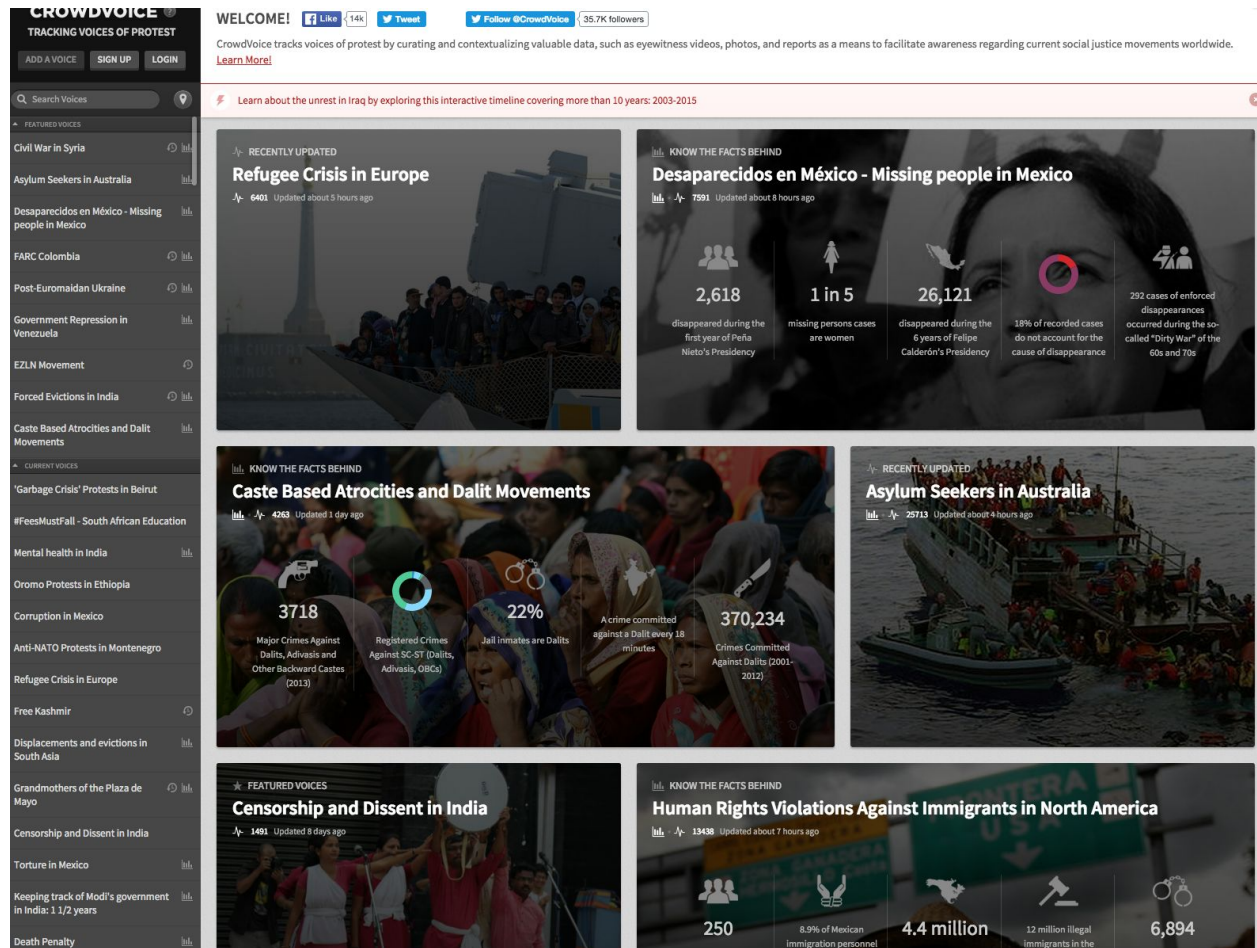 CROWDVOICE ?
TRACKING VOICES OF PROTEST
ADD A VOICE SIGN UP LOGIN
Search Voices
FEATURED VOICES
Civil War in Syria
Asylum Seekers in Australia
Desaparecidos en México - Missing
people in Mexico
FARC Colombia
Post-Euromaidan Ukraine
Government Repression in
Venezuela
EZLN Movement
Forced Evictions in India
Caste Based Atrocities and Dalit
Movements
CURRENT VOICES
'Garbage Crisis' Protests in Beirut
#FeesMustFall - South African Education
Mental health in India
Oromo Protests in Ethiopia
Corruption in Mexico
Anti-NATO Protests in Montenegro
Refugee Crisis in Europe
Free Kashmir
Displacements and evictions in
South Asia
Grandmothers of the Plaza de
Mayo
Censorship and Dissent in India
Torture in Mexico
Keeping track of Modi's government
in India: 1 1/2 years
Death Penalty
WELCOME! Like 14k Tweet Follow @CrowdVoice 35.7K followers
CrowdVoice tracks voices of protest by curating and contextualizing valuable data, such as eyewitness videos, photos, and reports as a means to facilitate awareness regarding current social justice movements worldwide.
Learn More!
Learn about the unrest in Iraq by exploring this interactive timeline covering more than 10 years: 2003-2015
RECENTLY UPDATED
Refugee Crisis in Europe
6401 Updated about 5 hours ago
KNOW THE FACTS BEHIND
Desaparecidos en México - Missing people in Mexico
7591 Updated about 8 hours ago
2,618
disappeared during the
first year of Peña
Nieto's Presidency
1 in 5
missing persons cases
are women
26,121
disappeared during the
6 years of Felipe
Calderón's Presidency
18% of recorded cases
do not account for the
cause of disappearance
292 cases of enforced
disappearances
occurred during the so-
called "Dirty War" of the
60s and 70s
KNOW THE FACTS BEHIND
Caste Based Atrocities and Dalit Movements
4263 Updated 1 day ago
3718
Major Crimes Against
Dalits, Adivasis and
Other Backward Castes
(2013)
Registered Crimes
Against SC-ST (Dalits,
Adivasis, OBCs)
22%
Jail inmates are Dalits
A crime committed
against a Dalit every 18
minutes
370,234
Crimes Committed
Against Dalits (2001-
2012)
RECENTLY UPDATED
Asylum Seekers in Australia
25713 Updated about 4 hours ago
FEATURED VOICES
Censorship and Dissent in India
1491 Updated 8 days ago
KNOW THE FACTS BEHIND
Human Rights Violations Against Immigrants in North America
13438 Updated about 7 hours ago
FRONTERA
USA
250
8.9% of Mexican
immigration personnel
4.4 million
12 million illegal
immigrants in the
6,894